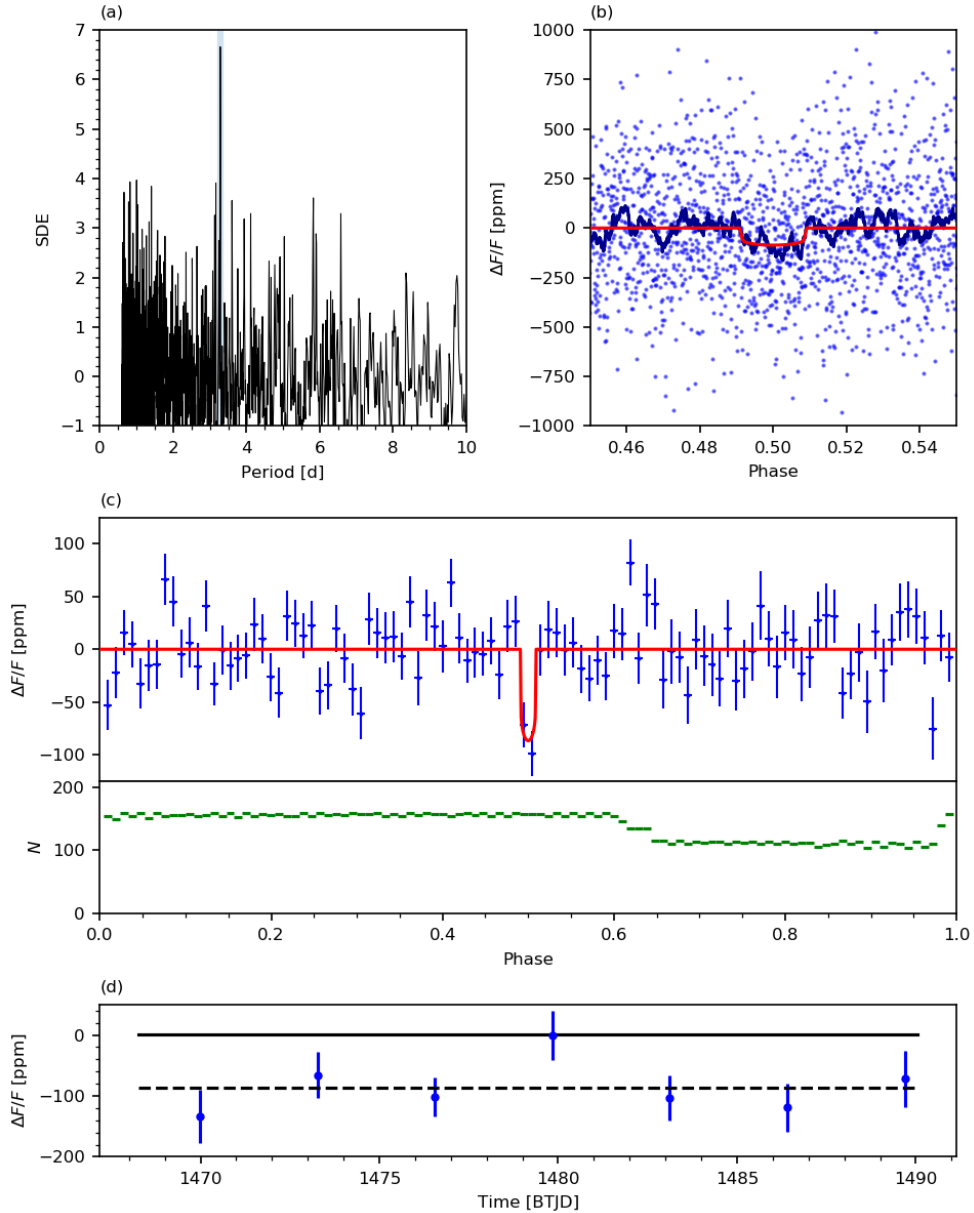 (a)
7
6
5
4
3
2
1
0
−1
SDE
0 2 4 6 8 10
Period [d]
(b)
1000
750
500
250
0
−250
−500
−750
−1000
ΔF/F [ppm]
0.46 0.48 0.50 0.52 0.54
Phase
(c)
100
50
0
−50
−100
ΔF/F [ppm]
200
100
0
N
0.0 0.2 0.4 0.6 0.8 1.0
Phase
(d)
0
−100
−200
ΔF/F [ppm]
1470 1475 1480 1485 1490
Time [BTJD]